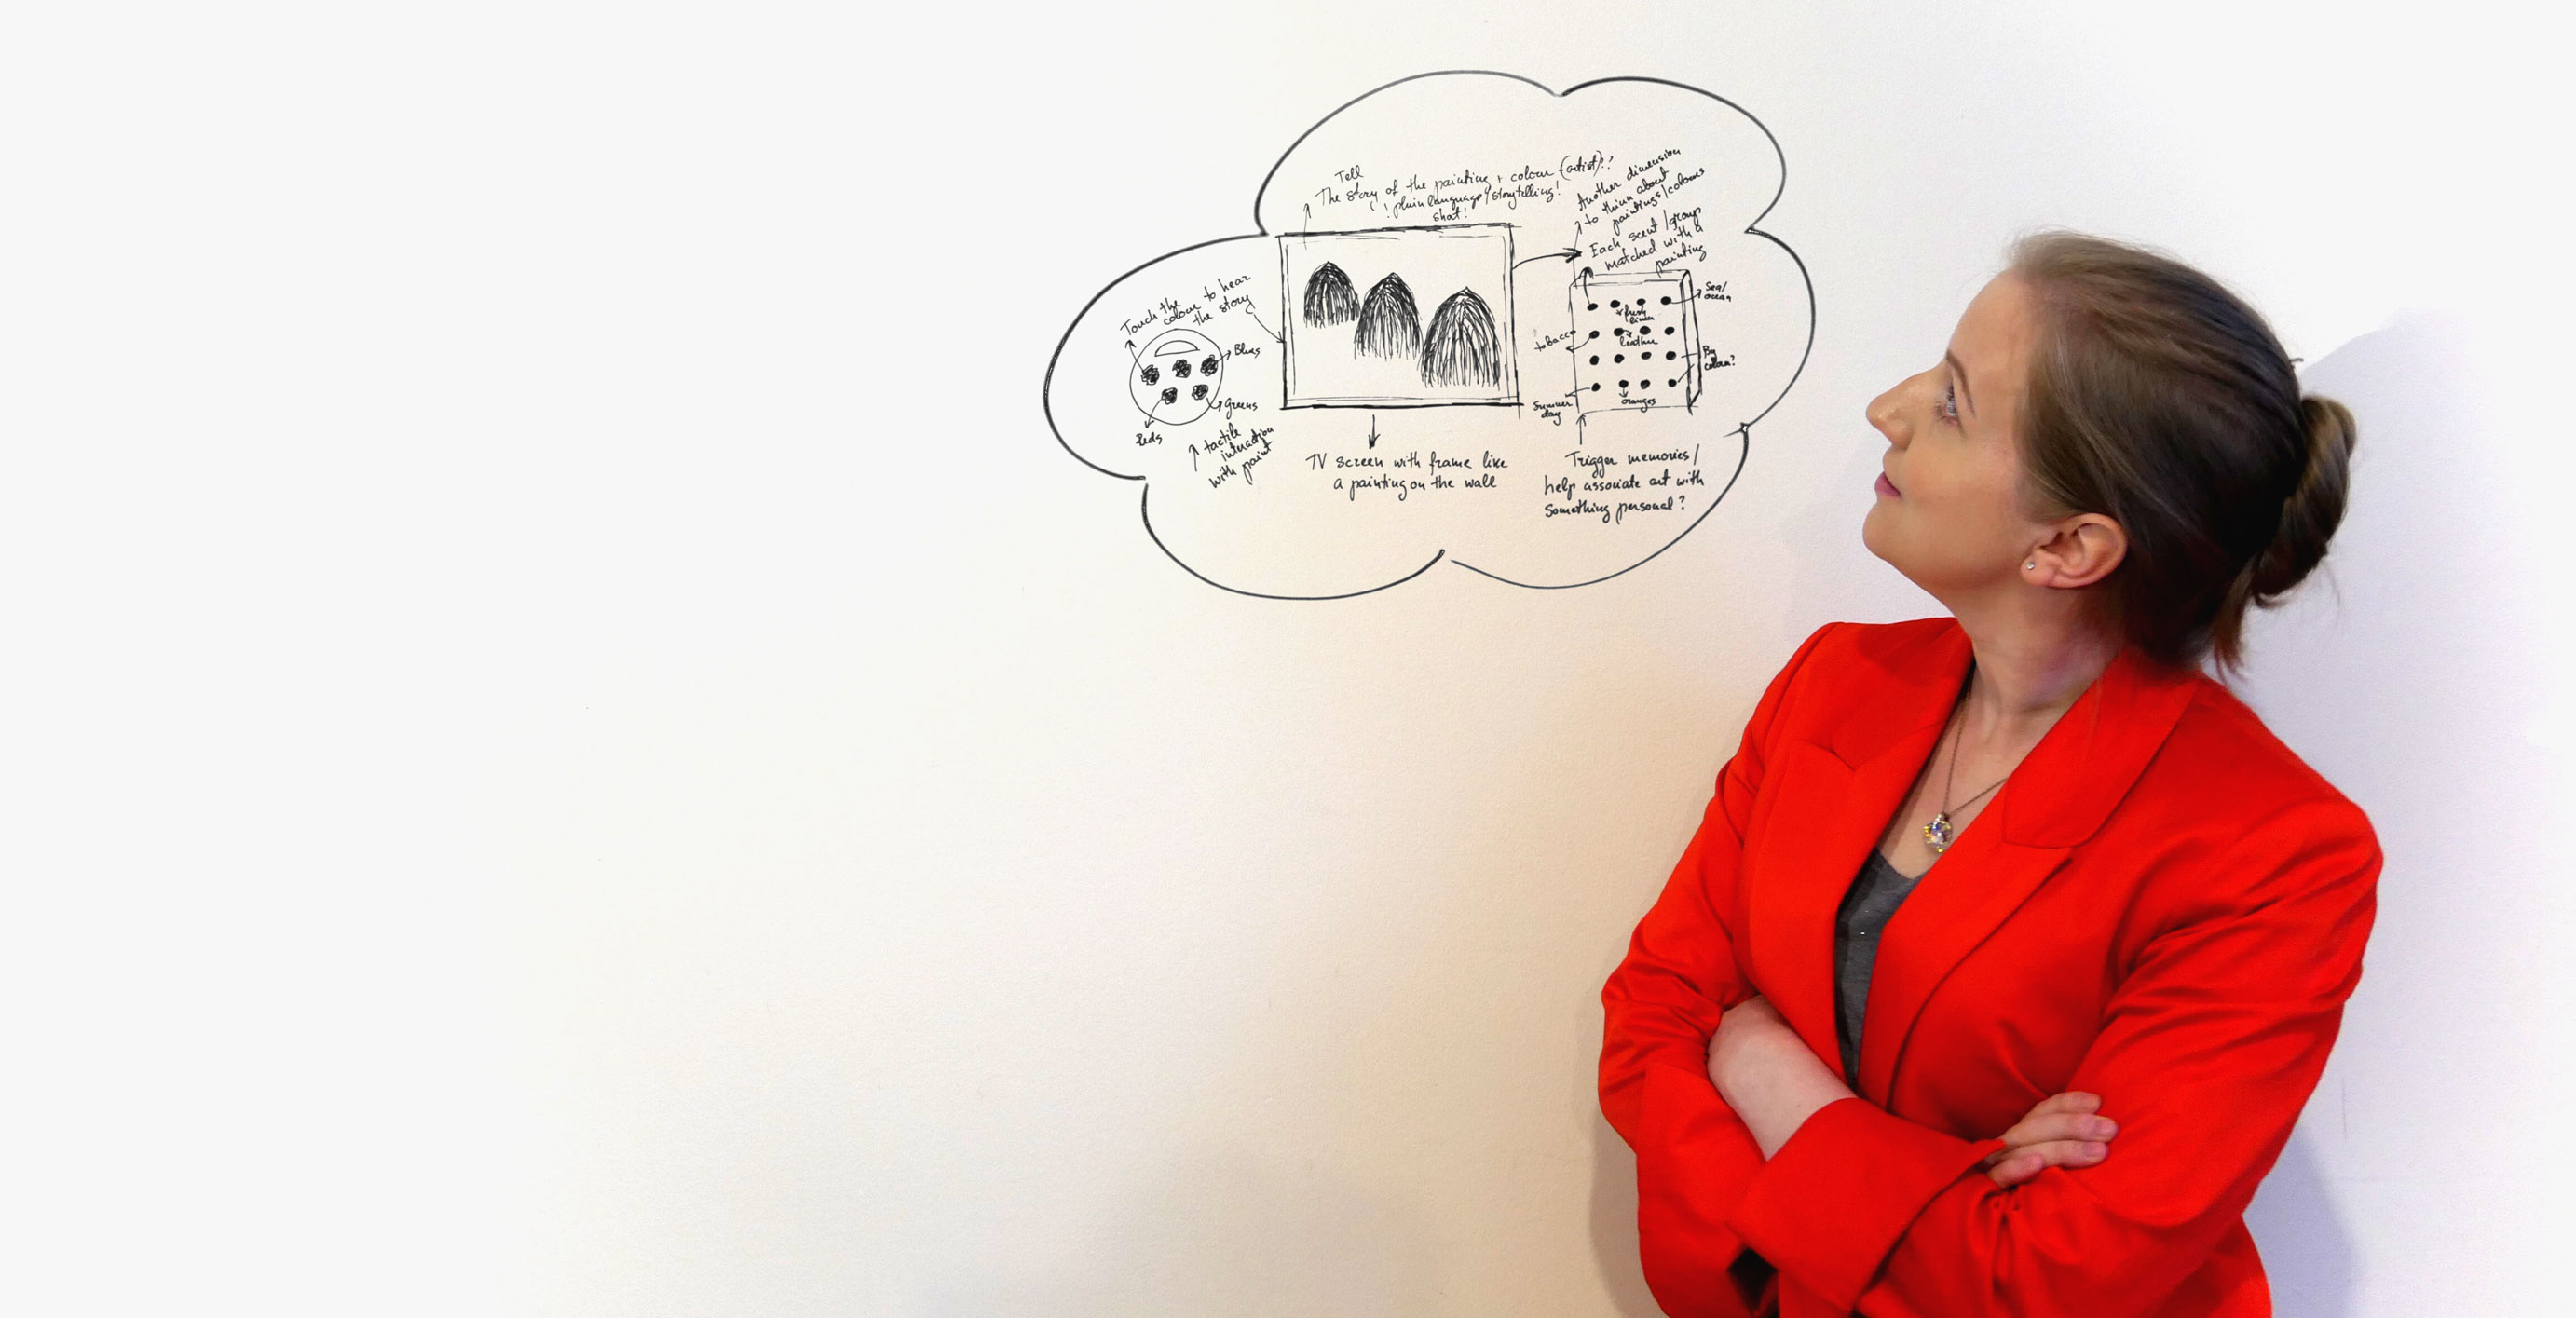 Tell
The story of the painting + colour (artist)??
! plain language / storytelling!
short!
Another dimension
to think about
paintings/colours
Each scent /group
matched with a
painting
Touch the
colour to hear
the story
Blues
Greens
Reds
tactile
interaction
with paint
TV screen with frame like
a painting on the wall
Sea/
ocean
fresh
linen
tobacco
leather
By
colour?
Summer
day
oranges
Trigger memories /
help associate art with
something personal?